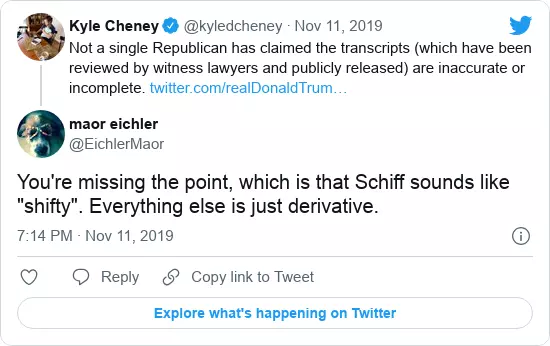 Kyle Cheney @kyledcheney · Nov 11, 2019
Not a single Republican has claimed the transcripts (which have been
reviewed by witness lawyers and publicly released) are inaccurate or
incomplete. twitter.com/realDonaldTrum…
maor eichler
@EichlerMaor
You're missing the point, which is that Schiff sounds like
"shifty". Everything else is just derivative.
7:14 PM · Nov 11, 2019
Reply Copy link to Tweet
Explore what's happening on Twitter